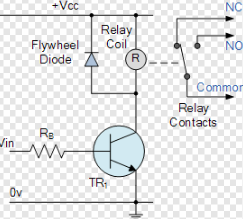 +Vcc
NC
Relay
Coil
Flywheel
Diode
NO
R
Common
Relay
Contacts
Vin
RB
TR1
0v